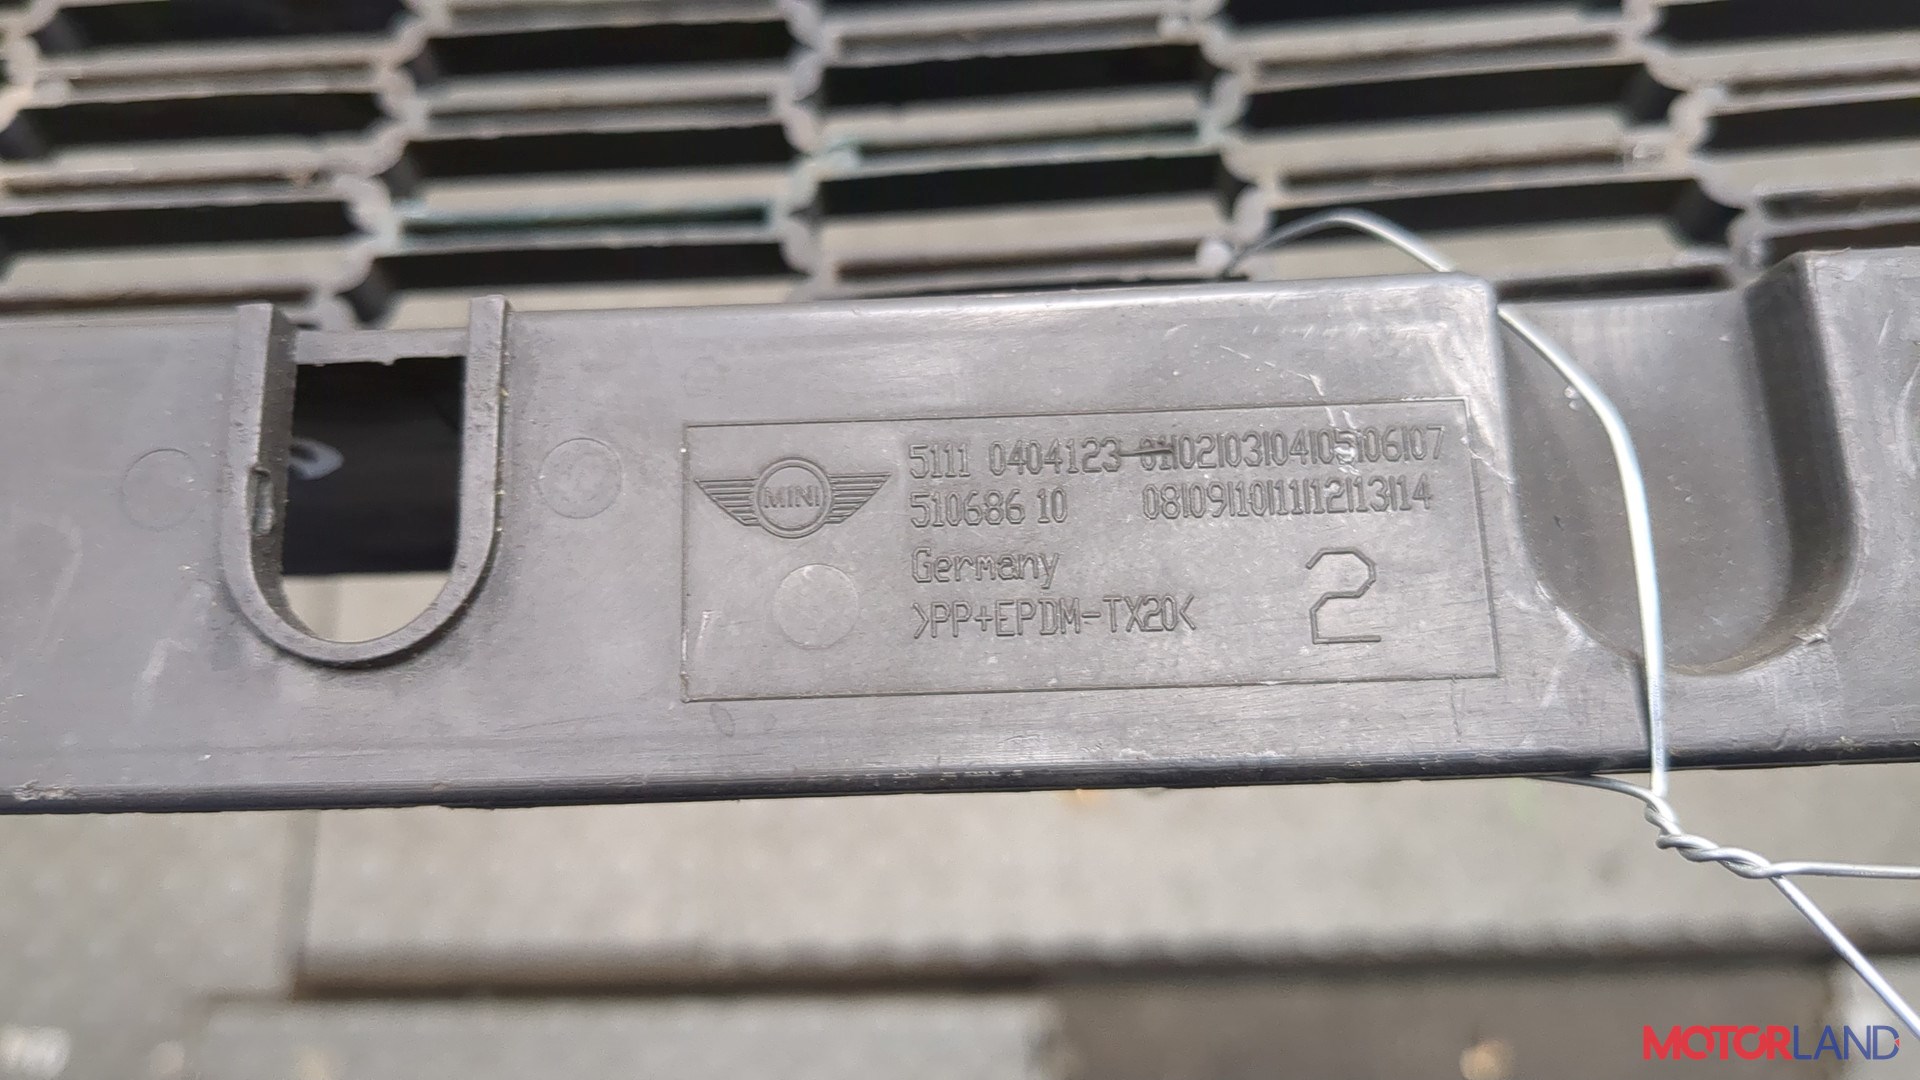 MINI
5111 0404123 01|02|03|04|05|06|07
510686 10 08|09|10|11|12|13|14
Germany
>PP+EPDM-TX20<
2
MOTORLAND